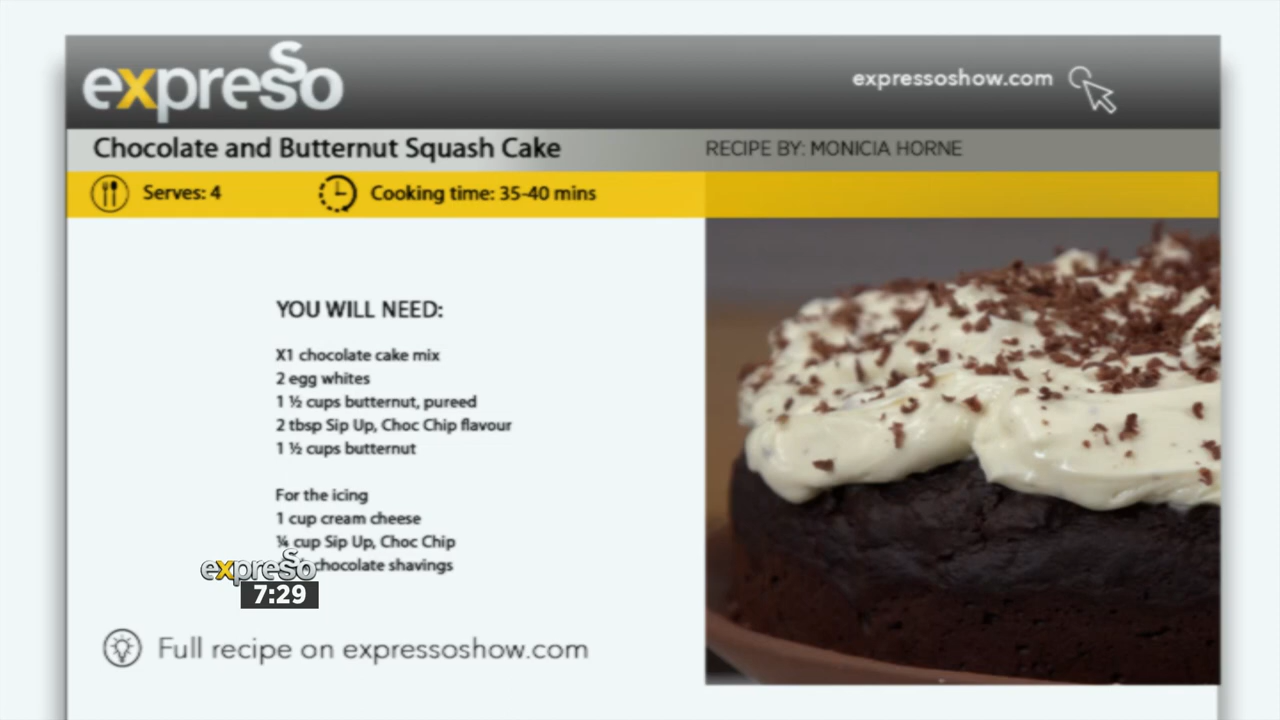 expresso
expressoshow.com
Chocolate and Butternut Squash Cake
RECIPE BY: MONICIA HORNE
Serves: 4
Cooking time: 35-40 mins
YOU WILL NEED:
X1 chocolate cake mix
2 egg whites
1 ½ cups butternut, pureed
2 tbsp Sip Up, Choc Chip flavour
1 ½ cups butternut
For the icing
1 cup cream cheese
¼ cup Sip Up, Choc Chip
chocolate shavings
expresso
7:29
Full recipe on expressoshow.com